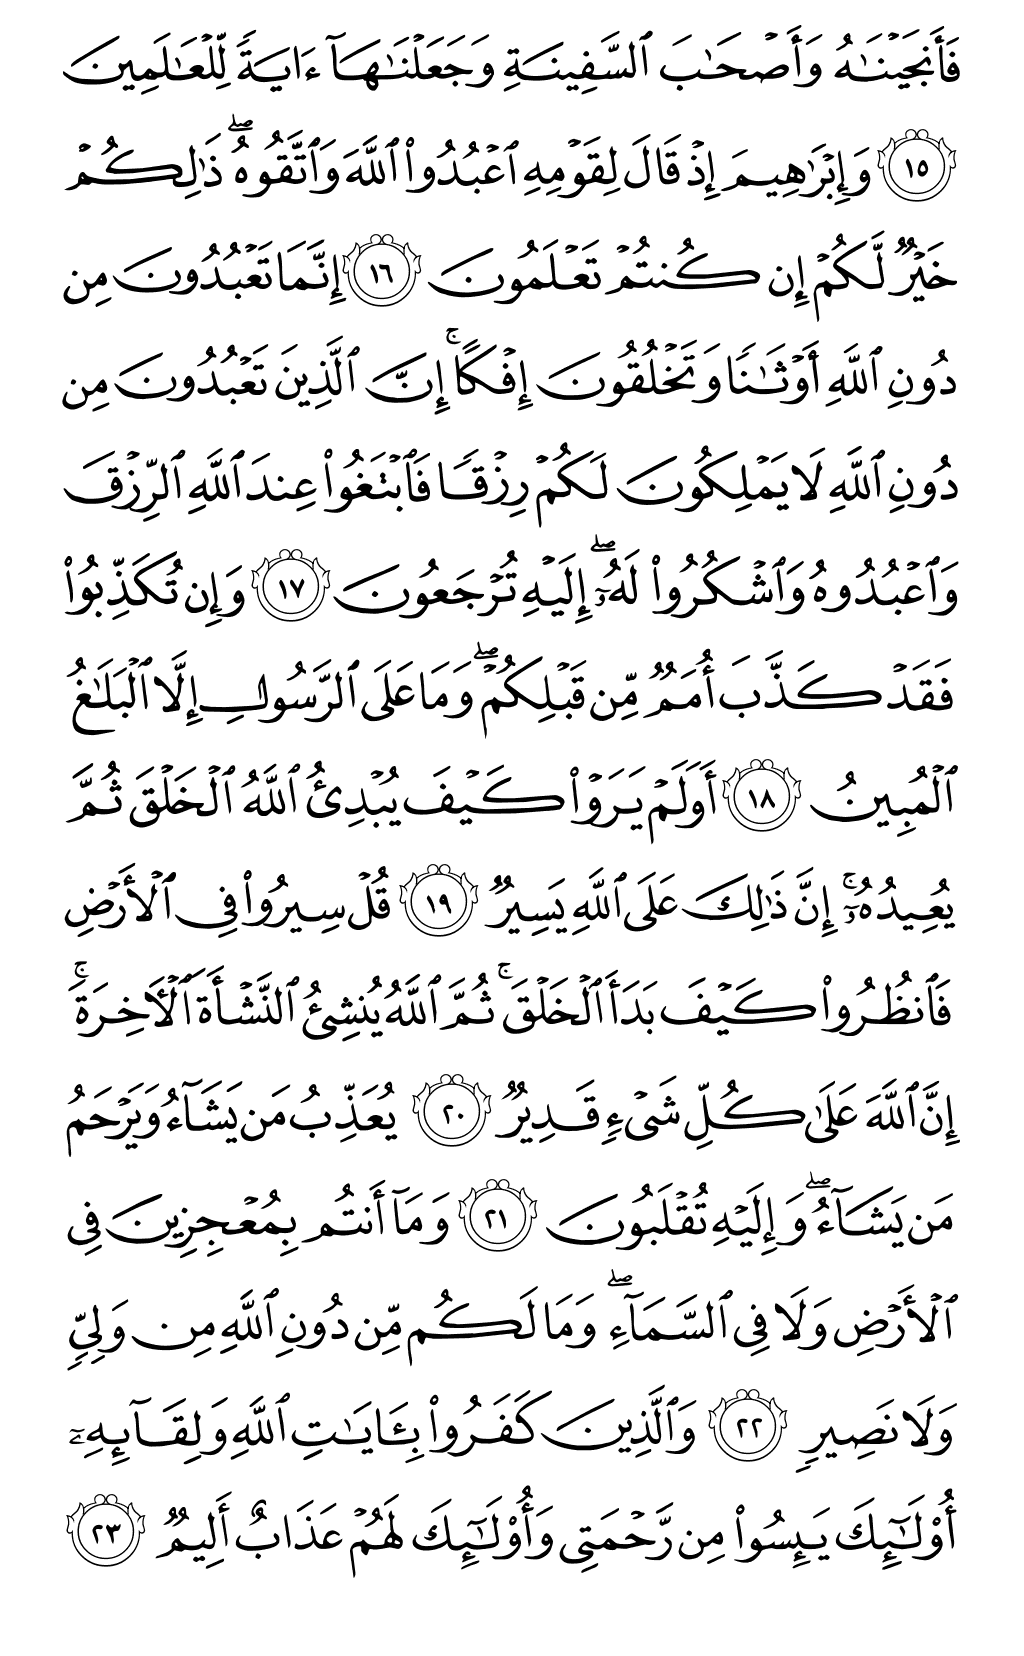 فَأَنجَيْنَٰهُ وَأَصْحَٰبَ ٱلسَّفِينَةِ وَجَعَلْنَٰهَآ ءَايَةً لِّلْعَٰلَمِينَ
١٥ وَإِبْرَٰهِيمَ إِذْ قَالَ لِقَوْمِهِ ٱعْبُدُوا۟ ٱللَّهَ وَٱتَّقُوهُ ۖ ذَٰلِكُمْ
خَيْرٌ لَّكُمْ إِن كُنتُمْ تَعْلَمُونَ ١٦ إِنَّمَا تَعْبُدُونَ مِن
دُونِ ٱللَّهِ أَوْثَٰنًا وَتَخْلُقُونَ إِفْكًا ۚ إِنَّ ٱلَّذِينَ تَعْبُدُونَ مِن
دُونِ ٱللَّهِ لَا يَمْلِكُونَ لَكُمْ رِزْقًا فَٱبْتَغُوا۟ عِندَ ٱللَّهِ ٱلرِّزْقَ
وَٱعْبُدُوهُ وَٱشْكُرُوا۟ لَهُۥٓ ۖ إِلَيْهِ تُرْجَعُونَ ١٧ وَإِن تُكَذِّبُوا۟
فَقَدْ كَذَّبَ أُمَمٌ مِّن قَبْلِكُمْ ۖ وَمَا عَلَى ٱلرَّسُولِ إِلَّا ٱلْبَلَٰغُ
ٱلْمُبِينُ ١٨ أَوَلَمْ يَرَوْا۟ كَيْفَ يُبْدِئُ ٱللَّهُ ٱلْخَلْقَ ثُمَّ
يُعِيدُهُۥٓ ۚ إِنَّ ذَٰلِكَ عَلَى ٱللَّهِ يَسِيرٌ ١٩ قُلْ سِيرُوا۟ فِى ٱلْأَرْضِ
فَٱنظُرُوا۟ كَيْفَ بَدَأَ ٱلْخَلْقَ ۚ ثُمَّ ٱللَّهُ يُنشِئُ ٱلنَّشْأَةَ ٱلْءَاخِرَةَ ۚ
إِنَّ ٱللَّهَ عَلَىٰ كُلِّ شَىْءٍ قَدِيرٌ ٢٠ يُعَذِّبُ مَن يَشَآءُ وَيَرْحَمُ
مَن يَشَآءُ ۖ وَإِلَيْهِ تُقْلَبُونَ ٢١ وَمَآ أَنتُم بِمُعْجِزِينَ فِى
ٱلْأَرْضِ وَلَا فِى ٱلسَّمَآءِ ۖ وَمَا لَكُم مِّن دُونِ ٱللَّهِ مِن وَلِىٍّ
وَلَا نَصِيرٍ ٢٢ وَٱلَّذِينَ كَفَرُوا۟ بِـَٔايَٰتِ ٱللَّهِ وَلِقَآئِهِۦٓ
أُو۟لَٰٓئِكَ يَئِسُوا۟ مِن رَّحْمَتِى وَأُو۟لَٰٓئِكَ لَهُمْ عَذَابٌ أَلِيمٌ ٢٣